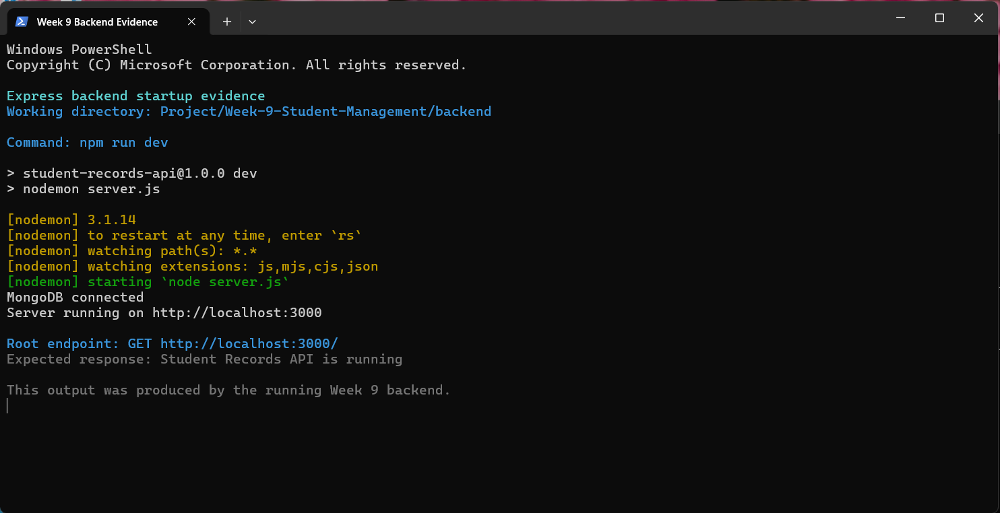 Week 9 Backend Evidence
Windows PowerShell
Copyright (C) Microsoft Corporation. All rights reserved.
Express backend startup evidence
Working directory: Project/Week-9-Student-Management/backend
Command: npm run dev
> student-records-api@1.0.0 dev
> nodemon server.js
[nodemon] 3.1.14
[nodemon] to restart at any time, enter `rs`
[nodemon] watching path(s): *.*
[nodemon] watching extensions: js,mjs,cjs,json
[nodemon] starting `node server.js`
MongoDB connected
Server running on http://localhost:3000
Root endpoint: GET http://localhost:3000/
Expected response: Student Records API is running
This output was produced by the running Week 9 backend.